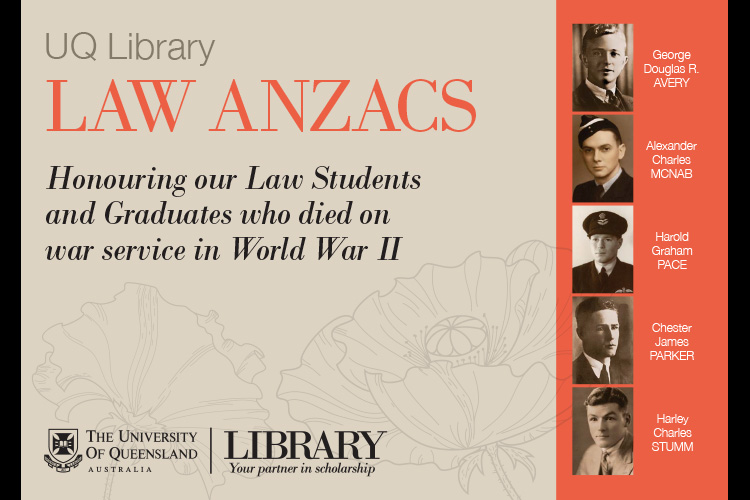 UQ Library
LAW ANZACS
Honouring our Law Students
and Graduates who died on
war service in World War II
THE UNIVERSITY
OF QUEENSLAND
AUSTRALIA
LIBRARY
Your partner in scholarship
George
Douglas R.
AVERY
Alexander
Charles
MCNAB
Harold
Graham
PACE
Chester
James
PARKER
Harley
Charles
STUMM